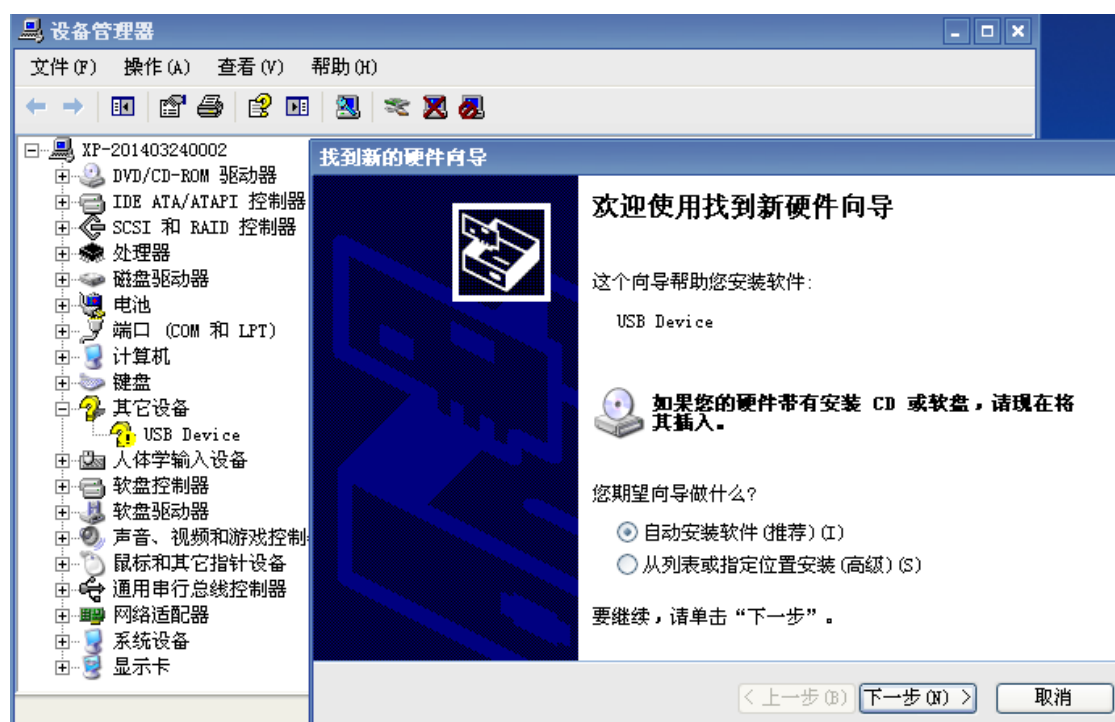 设备管理器
文件(F) 操作(A) 查看(V) 帮助(H)
XP-201403240002
DVD/CD-ROM 驱动器
IDE ATA/ATAPI 控制器
SCSI 和 RAID 控制器
处理器
磁盘驱动器
电池
端口 (COM 和 LPT)
计算机
键盘
其它设备
USB Device
人体学输入设备
软盘控制器
软盘驱动器
声音、视频和游戏控制
鼠标和其它指针设备
通用串行总线控制器
网络适配器
系统设备
显示卡
找到新的硬件向导
欢迎使用找到新硬件向导
这个向导帮助您安装软件:
USB Device
如果您的硬件带有安装 CD 或软盘，请现在将
其插入。
您期望向导做什么?
自动安装软件(推荐)(I)
从列表或指定位置安装(高级)(S)
要继续，请单击“下一步”。
< 上一步(B) 下一步(N) > 取消